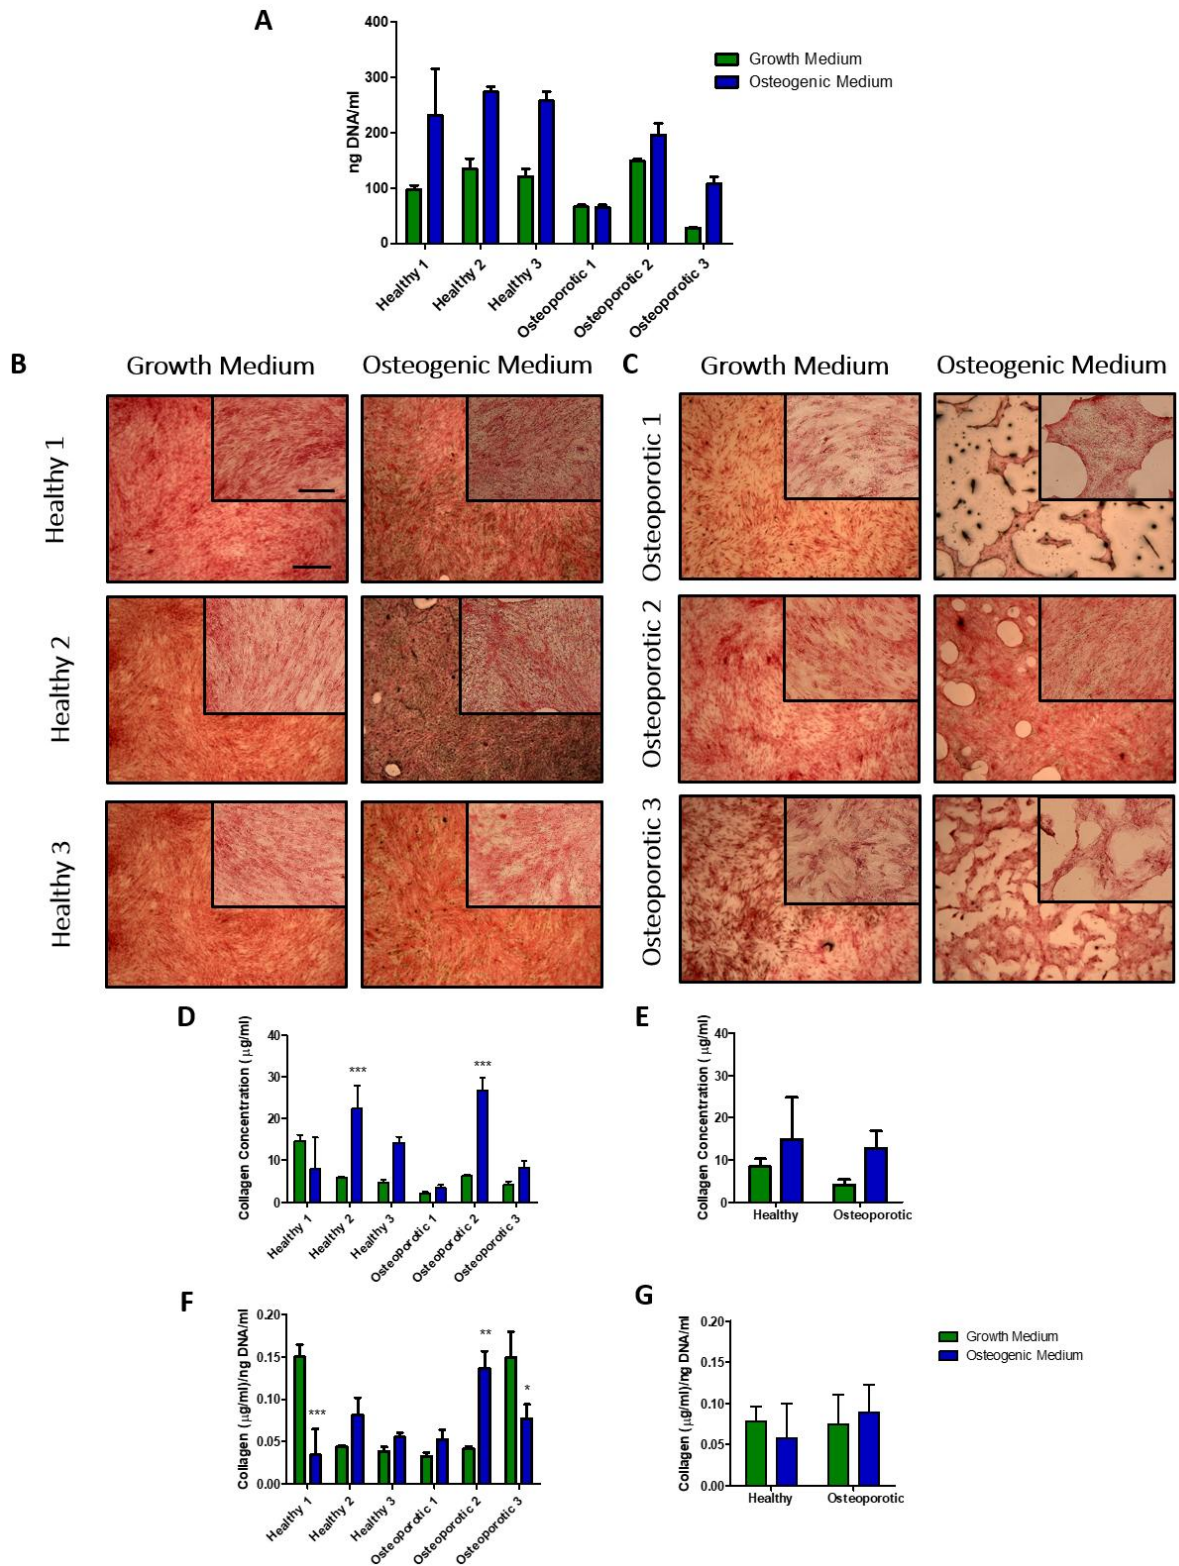 A
400
300
200
100
0
ng DNA/ml
Growth Medium
Osteogenic Medium
Healthy 1
Healthy 2
Healthy 3
Osteoporotic 1
Osteoporotic 2
Osteoporotic 3
B
Growth Medium
Osteogenic Medium
Healthy 1
Healthy 2
Healthy 3
C
Growth Medium
Osteogenic Medium
Osteoporotic 1
Osteoporotic 2
Osteoporotic 3
D
Collagen Concentration ( µg/ml)
40
30
20
10
0
***
***
Healthy 1
Healthy 2
Healthy 3
Osteoporotic 1
Osteoporotic 2
Osteoporotic 3
E
Collagen Concentration ( µg/ml)
40
30
20
10
0
Healthy
Osteoporotic
F
Collagen (µg/ml)/ng DNA/ml
0.20
0.15
0.10
0.05
0.00
***
**
*
Healthy 1
Healthy 2
Healthy 3
Osteoporotic 1
Osteoporotic 2
Osteoporotic 3
G
Collagen (µg/ml)/ng DNA/ml
0.20
0.15
0.10
0.05
0.00
Healthy
Osteoporotic
Growth Medium
Osteogenic Medium